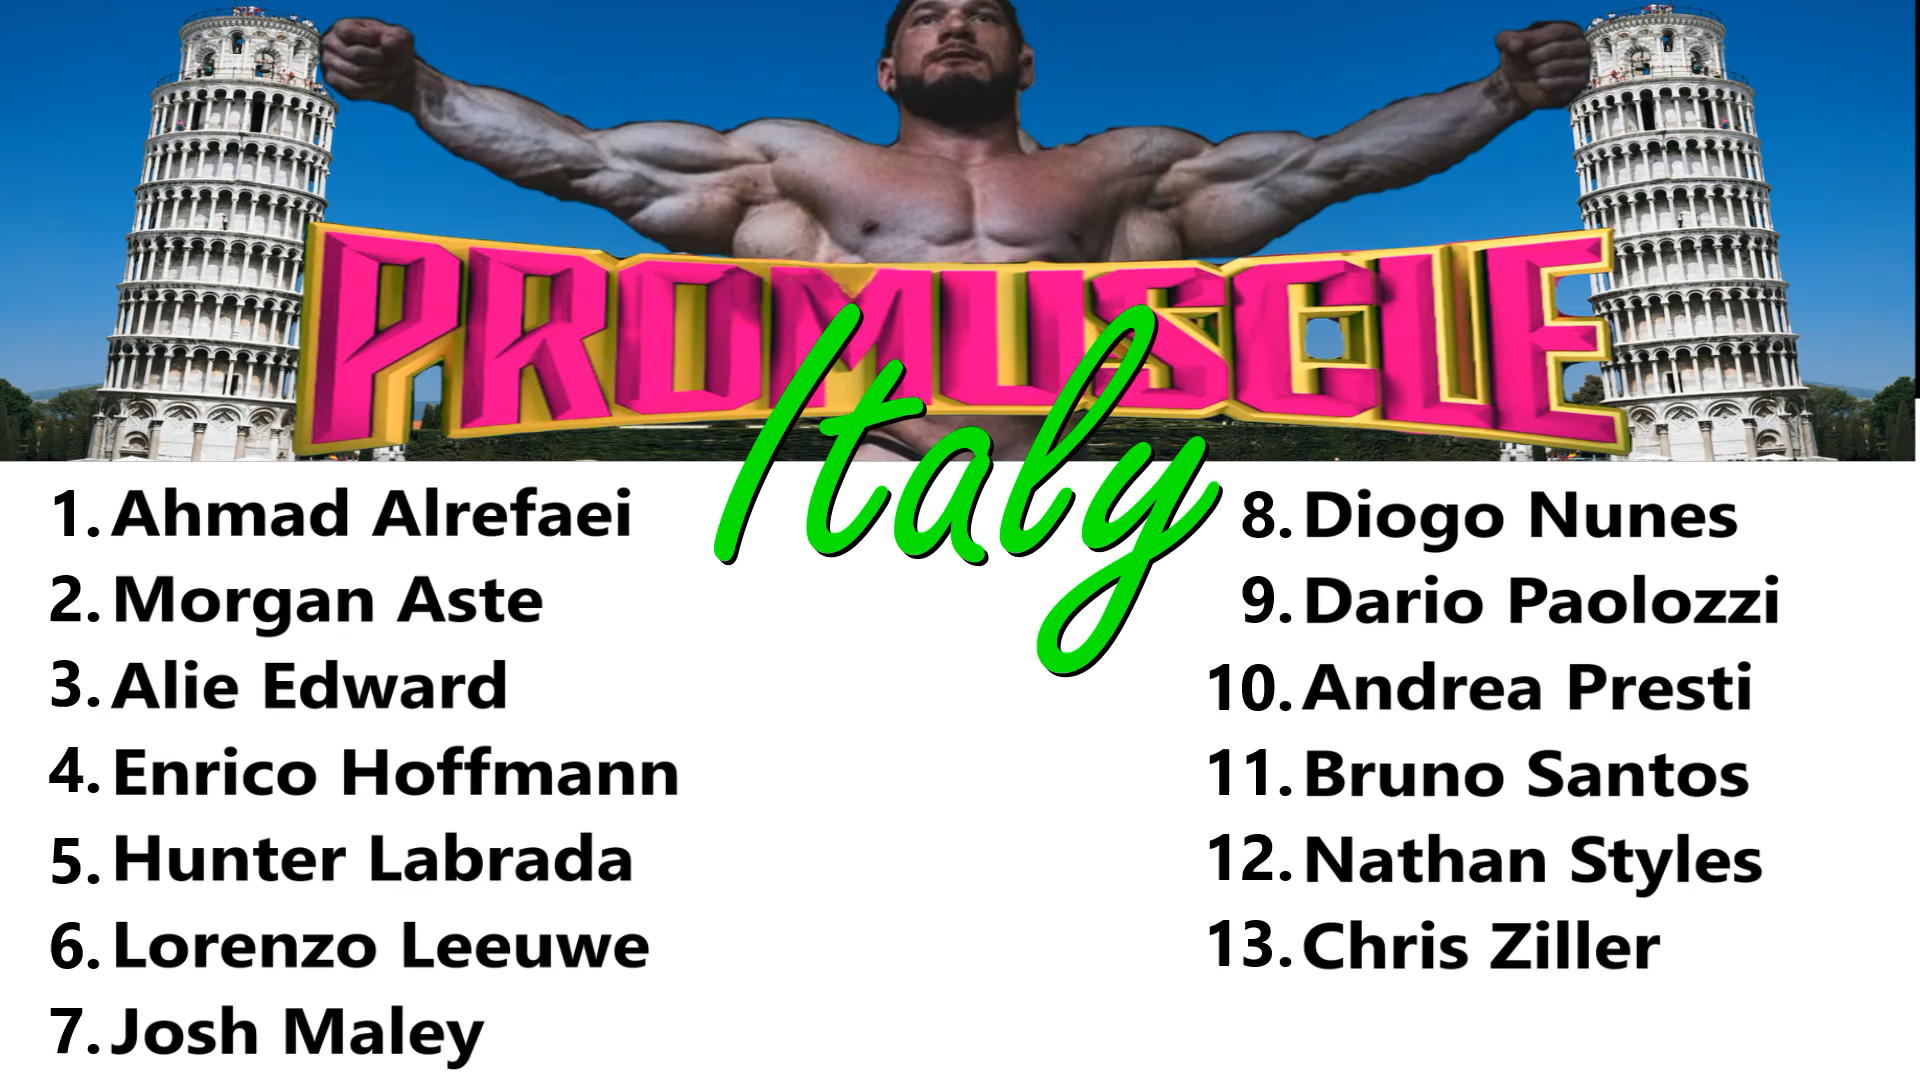 PROMUSCLE
Italy
1. Ahmad Alrefaei
2. Morgan Aste
3. Alie Edward
4. Enrico Hoffmann
5. Hunter Labrada
6. Lorenzo Leeuwe
7. Josh Maley
8. Diogo Nunes
9. Dario Paolozzi
10. Andrea Presti
11. Bruno Santos
12. Nathan Styles
13. Chris Ziller